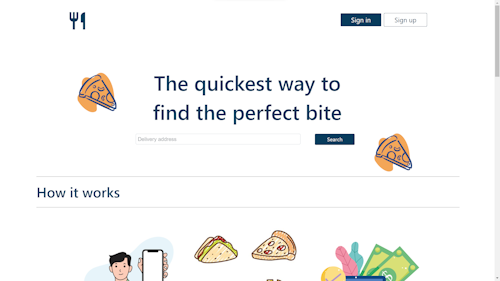 Sign in
Sign up
The quickest way to
find the perfect bite
Delivery address
Search
How it works